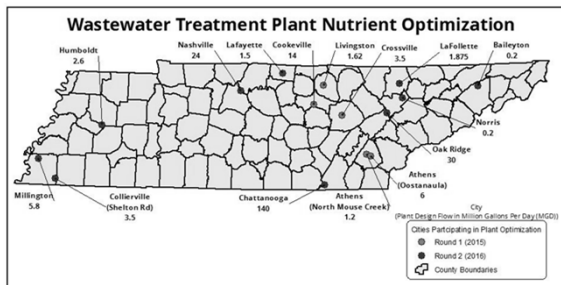 Wastewater Treatment Plant Nutrient Optimization
Humboldt
2.6
Nashville
24
Lafayette
1.5
Cookeville
14
Livingston
1.62
Crossville
3.5
LaFollette
1.875
Baileyton
0.2
Norris
0.2
Oak Ridge
30
Athens
(Oostanaula)
6
Millington
5.8
Collierville
(Shelton Rd)
3.5
Chattanooga
140
Athens
(North Mouse Creek)
1.2
City
(Plant Design Flow in Million Gallons Per Day (MGD))
Cities Participating in Plant Optimization
Round 1 (2015)
Round 2 (2016)
County Boundaries